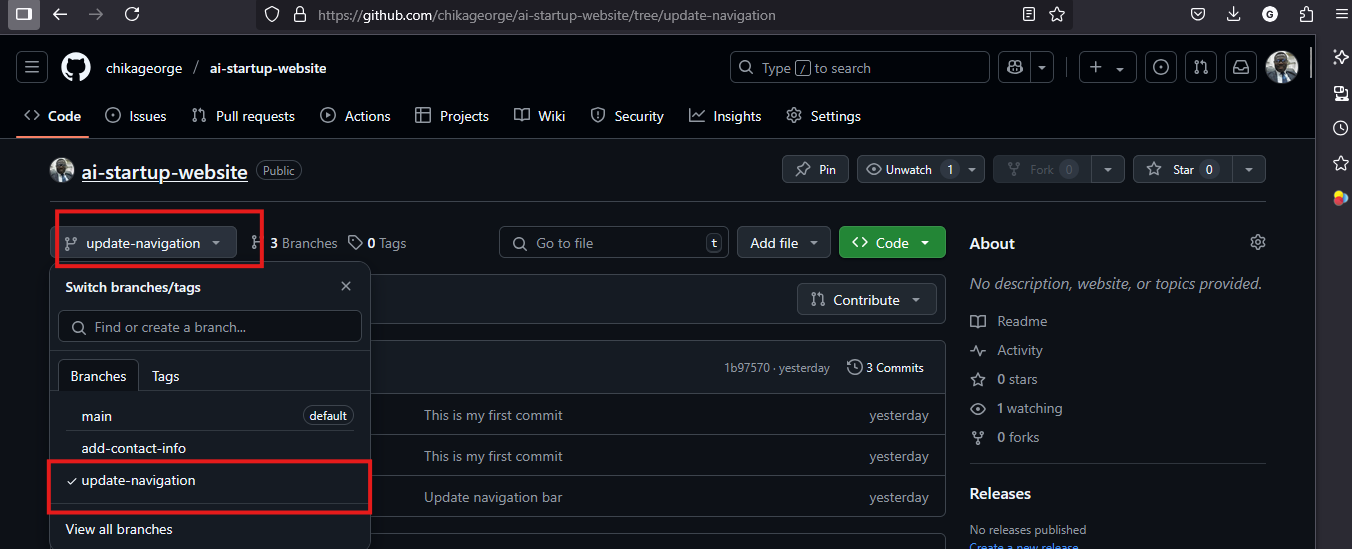 https://github.com/chikageorge/ai-startup-website/tree/update-navigation
G
chikageorge / ai-startup-website
Type / to search
Code Issues Pull requests Actions Projects Wiki Security Insights Settings
ai-startup-website Public
Pin Unwatch 1 Fork 0 Star 0
update-navigation 3 Branches 0 Tags Go to file t Add file Code
Switch branches/tags
Find or create a branch...
Branches Tags
main default
add-contact-info
update-navigation
View all branches
Contribute
1b97570 · yesterday 3 Commits
This is my first commit yesterday
This is my first commit yesterday
Update navigation bar yesterday
About
No description, website, or topics provided.
Readme
Activity
0 stars
1 watching
0 forks
Releases
No releases published
Create a new release